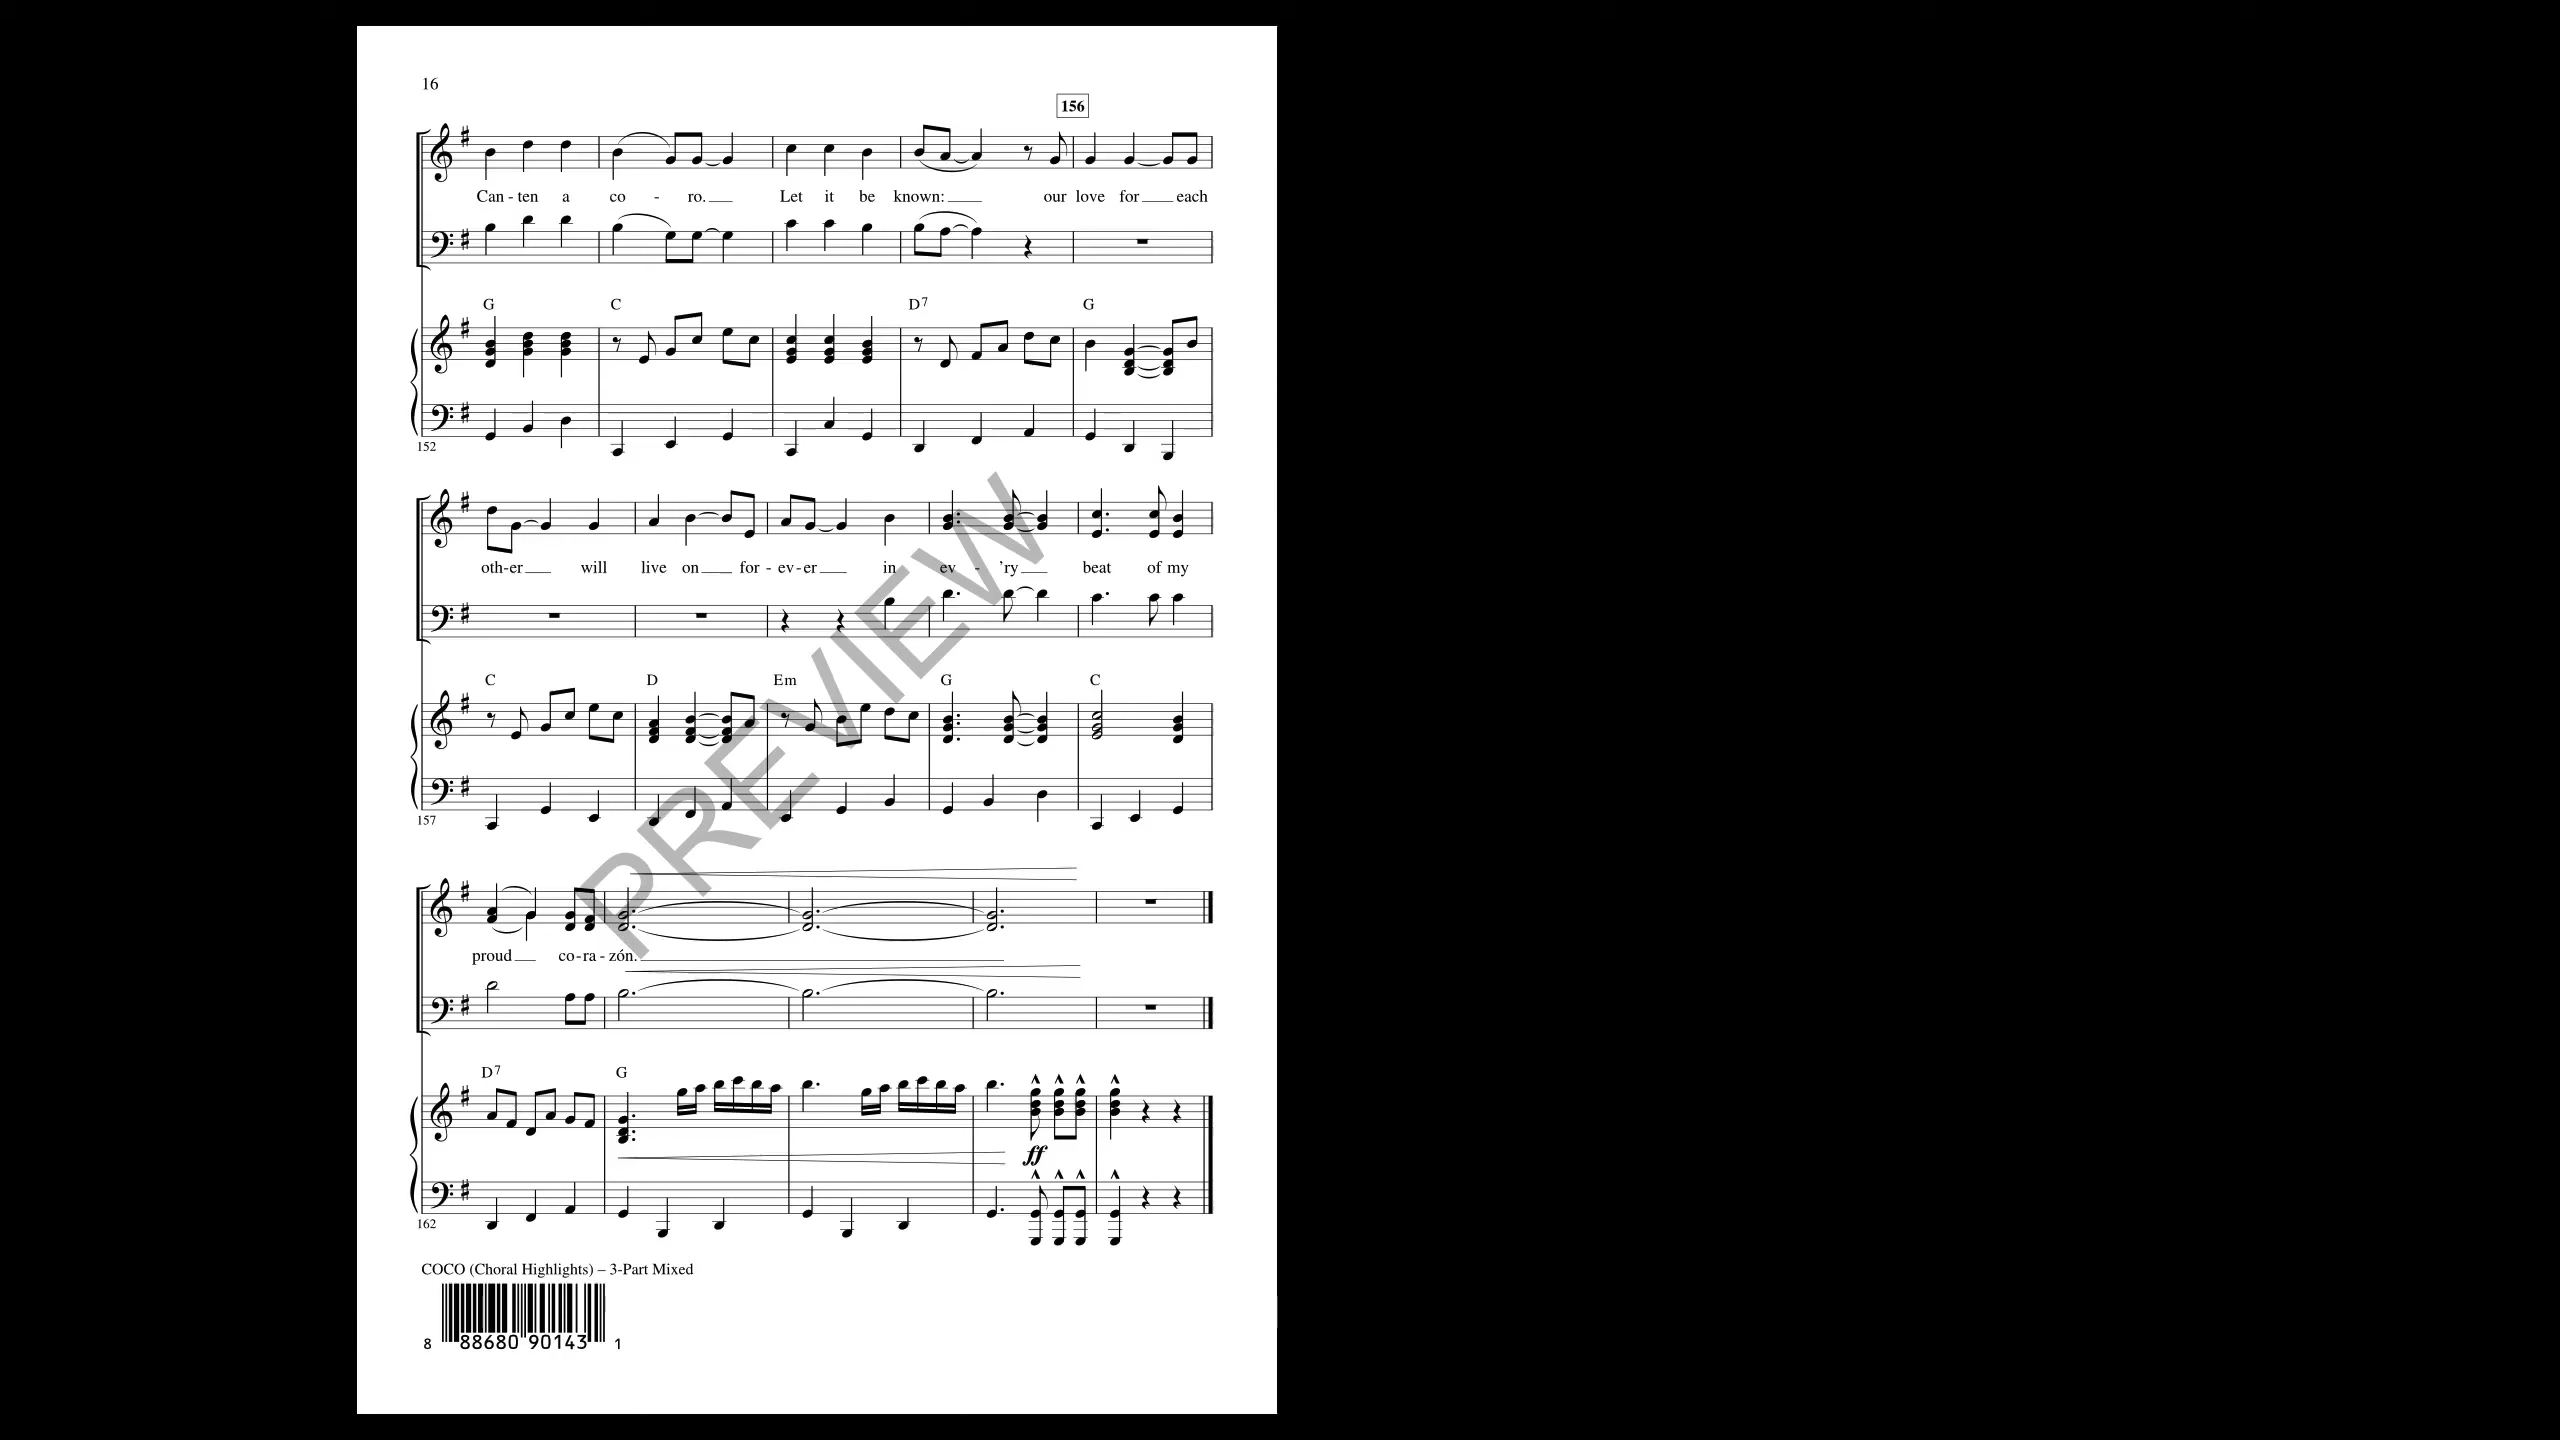 16
156
Can - ten a co - ro. Let it be known: our love for each
G C D7 G
152
oth-er will live on for - ev-er in ev - 'ry beat of my
C D Em G C
157
proud co-ra-zón.
D7 G
ff
162
PREVIEW
COCO (Choral Highlights) – 3-Part Mixed
8 88680 90143 1